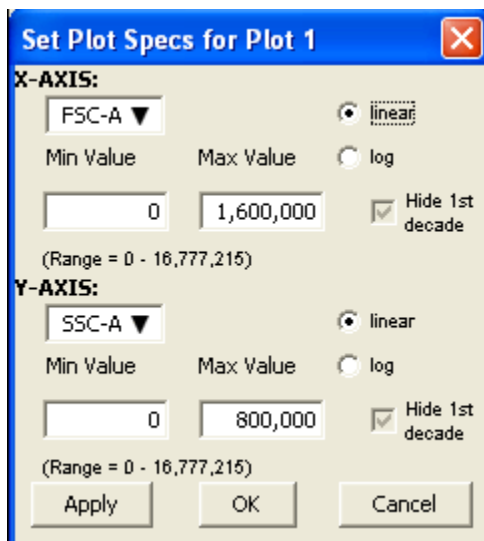 Set Plot Specs for Plot 1
X-AXIS:
FSC-A ▼ linear
Min Value Max Value log
0 1,600,000 Hide 1st
decade
(Range = 0 - 16,777,215)
Y-AXIS:
SSC-A ▼ linear
Min Value Max Value log
0 800,000 Hide 1st
decade
(Range = 0 - 16,777,215)
Apply OK Cancel